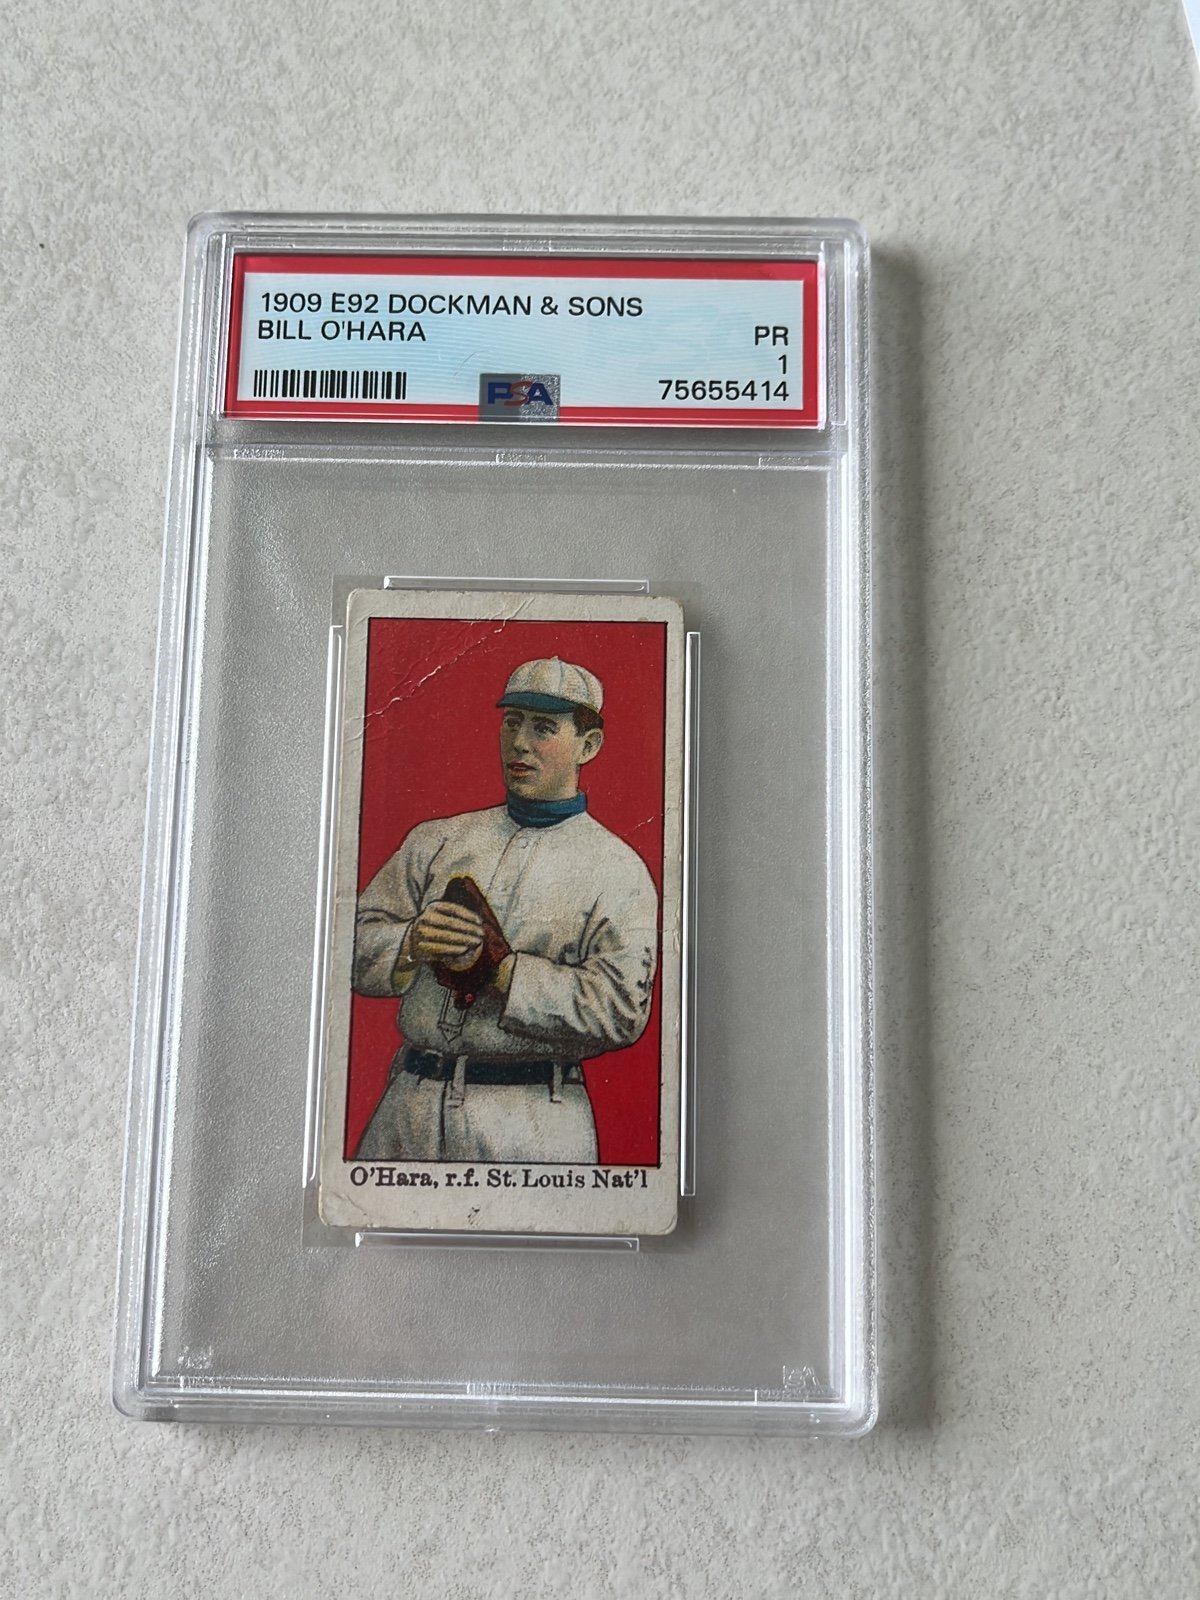 1909 E92 DOCKMAN & SONS
BILL O'HARA
PR
1
PSA
75655414
O'Hara, r.f. St. Louis Nat'l